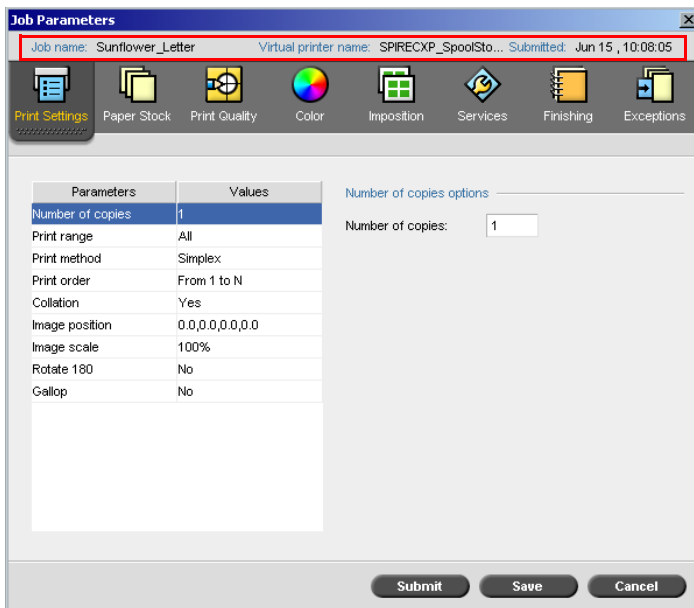 Job Parameters
Job name: Sunflower_Letter Virtual printer name: SPIRECXP_SpoolSto... Submitted: Jun 15 , 10:08:05
Print Settings Paper Stock Print Quality Color Imposition Services Finishing Exceptions
Parameters Values
Number of copies 1
Print range All
Print method Simplex
Print order From 1 to N
Collation Yes
Image position 0.0,0.0,0.0,0.0
Image scale 100%
Rotate 180 No
Gallop No
Number of copies options
Number of copies: 1
Submit Save Cancel